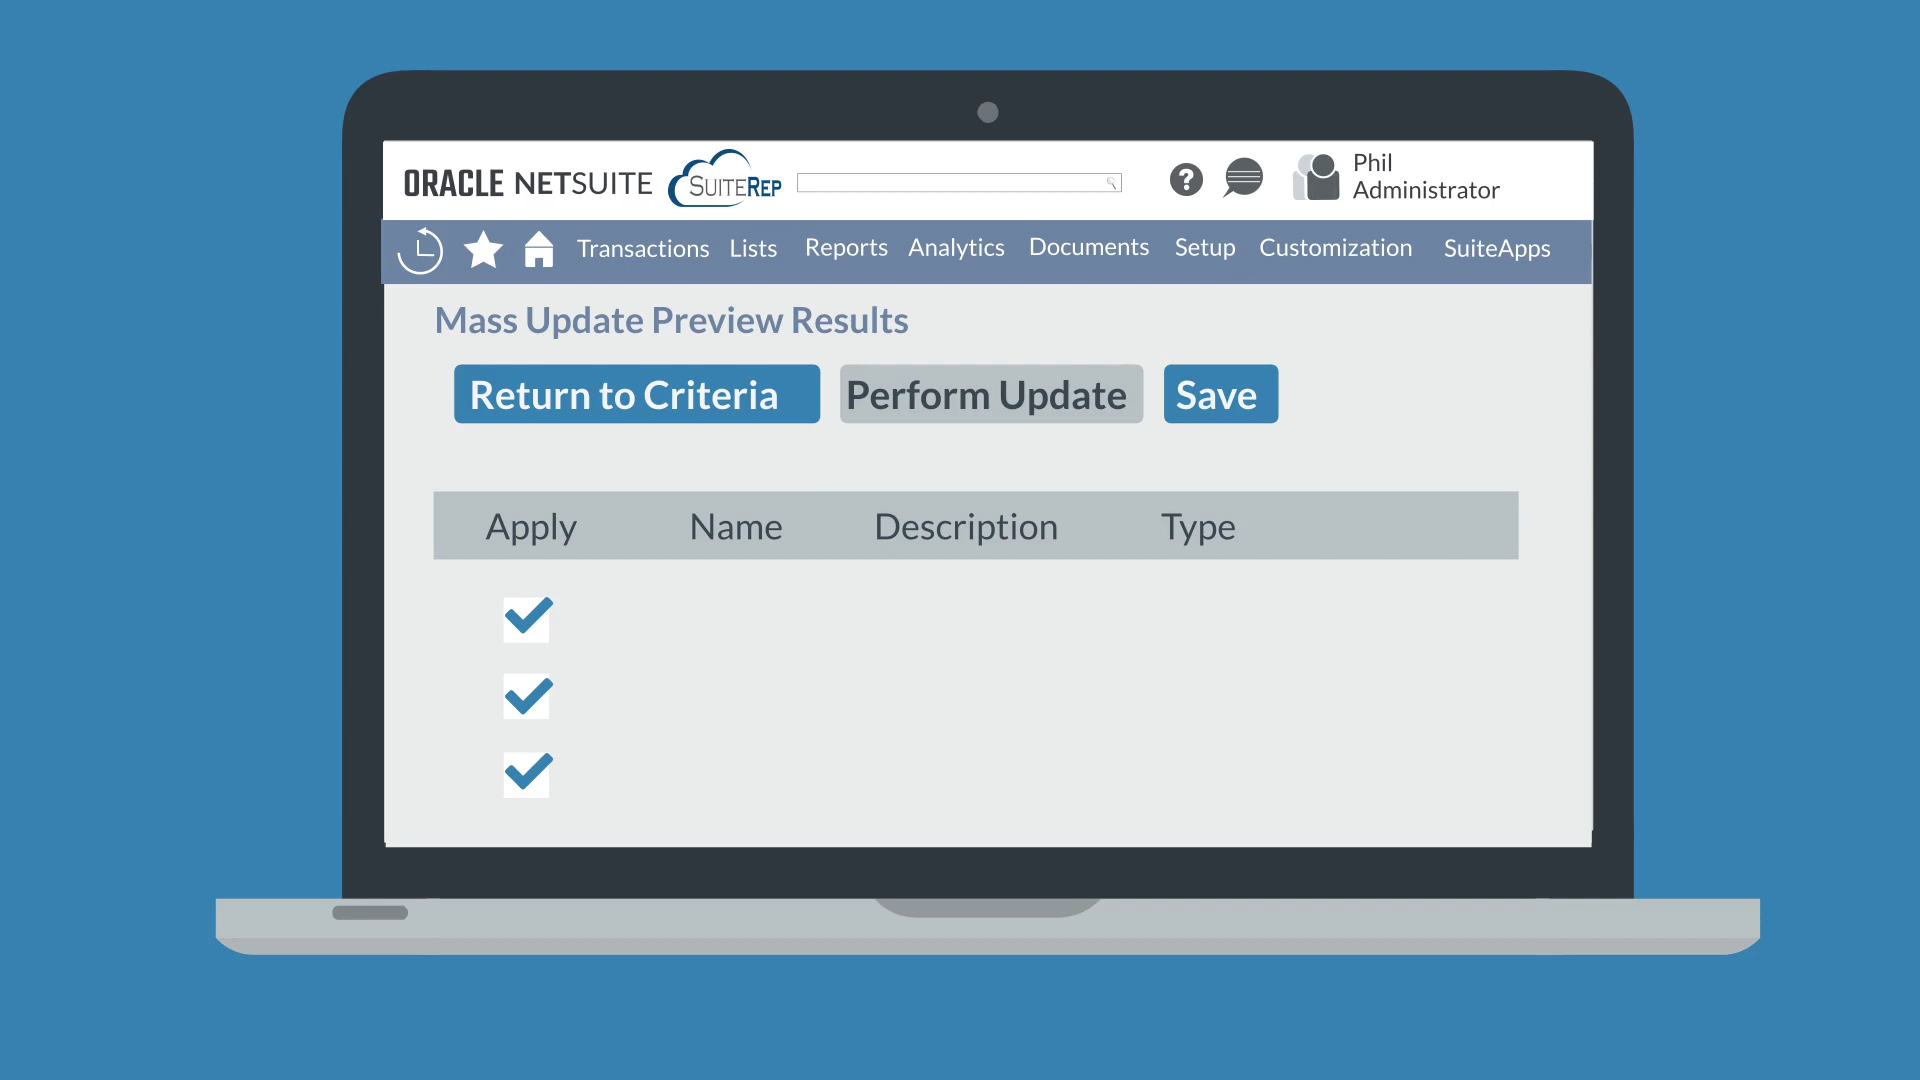 ORACLE NETSUITE SUITEREP
Phil
Administrator
Transactions Lists Reports Analytics Documents Setup Customization SuiteApps
Mass Update Preview Results
Return to Criteria Perform Update Save
Apply Name Description Type